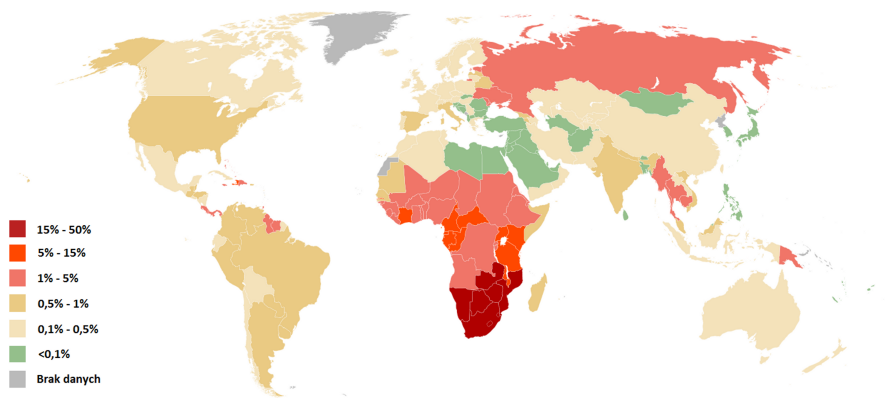 15% - 50%
5% - 15%
1% - 5%
0,5% - 1%
0,1% - 0,5%
<0,1%
Brak danych